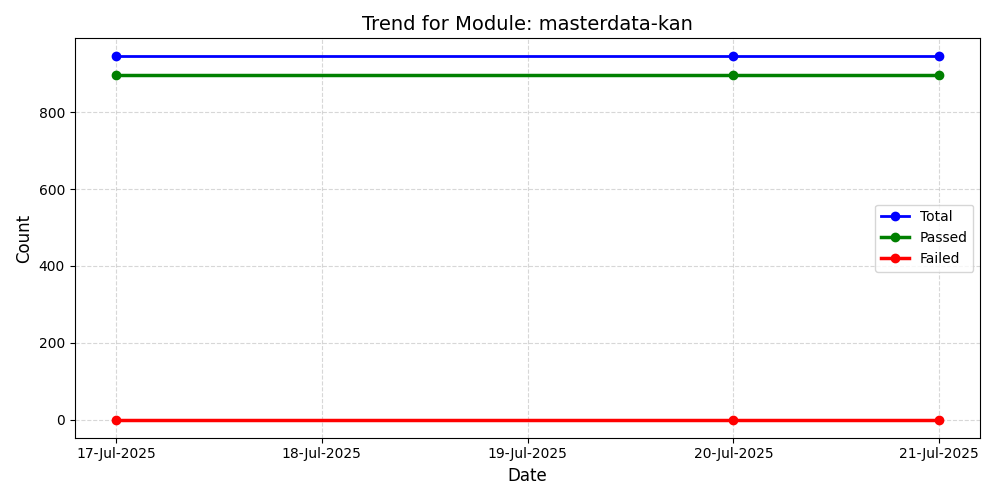 Trend for Module: masterdata-kan
Count
800
600
400
200
0
Total
Passed
Failed
17-Jul-2025
18-Jul-2025
19-Jul-2025
20-Jul-2025
21-Jul-2025
Date